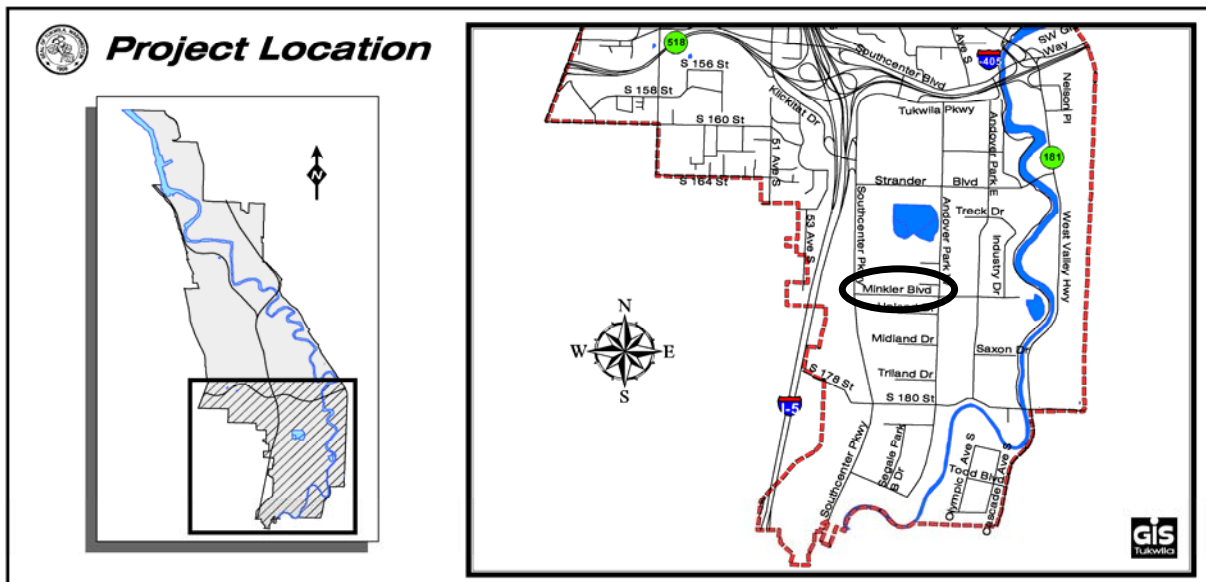 Project Location
N
518
S 156 St
S 158 St
S 160 St
S 164 St
Klickitat Dr
51 Ave S
53 Ave S
Southcenter Blvd
Ave S
I-405
SW G
Way
Nelson Pl
Tukwila Pkwy
Andover Park E
181
Strander Blvd
Treck Dr
Southcenter Pkwy
Andover Park
Industry Dr
West Valley Hwy
Minkler Blvd
Midland Dr
Saxon Dr
Triland Dr
S 178 St
S 180 St
N
W
E
S
I-5
Southcenter Pkwy
Segale Park
B Dr
Olympic Ave S
Todd Blvd
Cascade Ave S
GIS
Tukwila